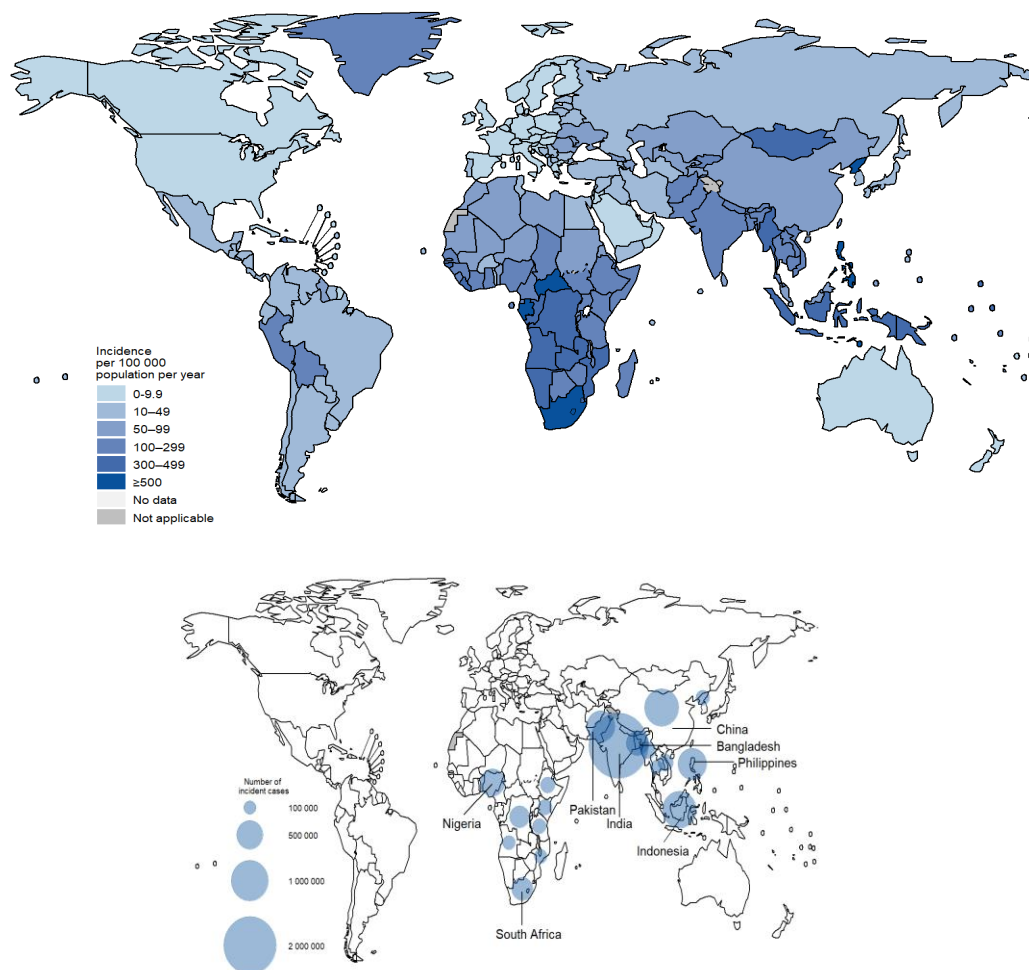 Incidence
per 100 000
population per year
0-9.9
10–49
50–99
100–299
300–499
≥500
No data
Not applicable
China
Bangladesh
Philippines
Number of
incident cases
100 000
500 000
1 000 000
2 000 000
Nigeria
Pakistan
India
Indonesia
South Africa